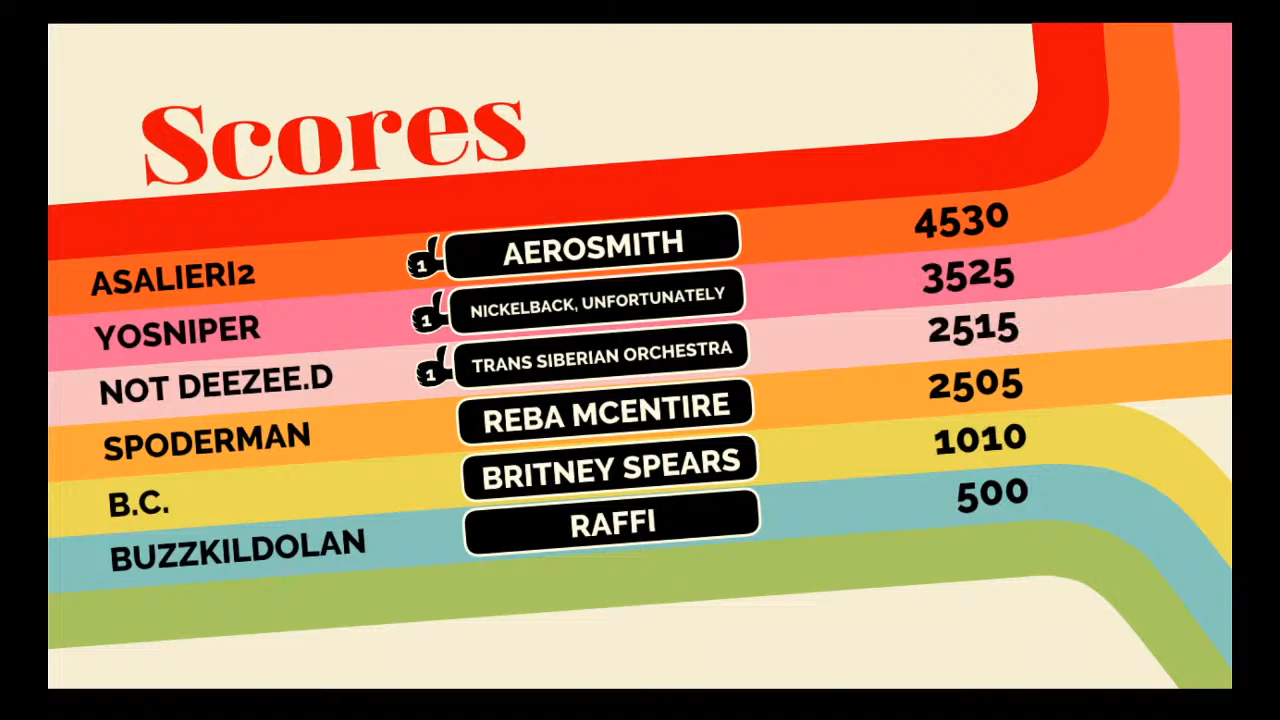 Scores
ASALIERI2 1 AEROSMITH 4530
YOSNIPER 1 NICKELBACK, UNFORTUNATELY 3525
NOT DEEZEE.D 1 TRANS SIBERIAN ORCHESTRA 2515
SPODERMAN REBA MCENTIRE 2505
B.C. BRITNEY SPEARS 1010
BUZZKILDOLAN RAFFI 500